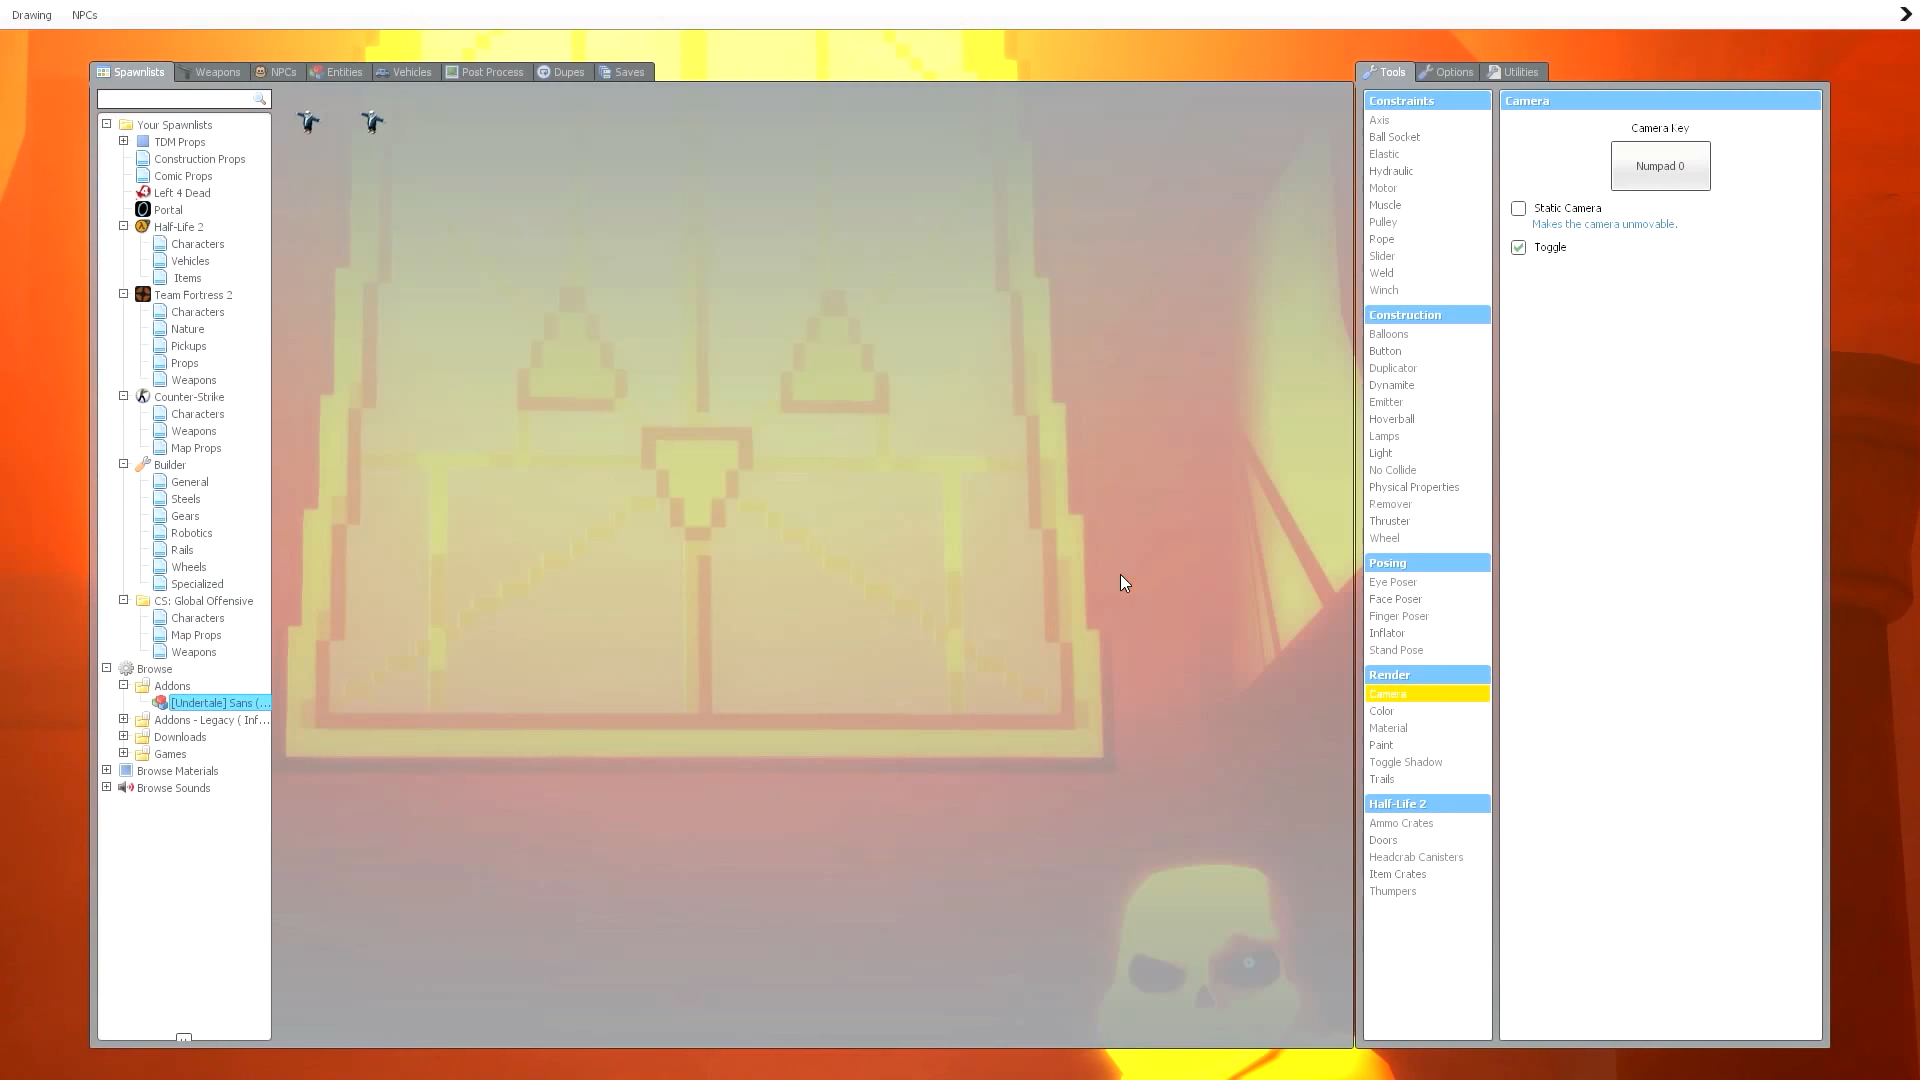 Drawing NPCs
Spawnlists Weapons NPCs Entities Vehicles Post Process Dupes Saves
Your Spawnlists
TDM Props
Construction Props
Comic Props
Left 4 Dead
Portal
Half-Life 2
Characters
Vehicles
Items
Team Fortress 2
Characters
Nature
Pickups
Props
Weapons
Counter-Strike
Characters
Weapons
Map Props
Builder
General
Steels
Gears
Robotics
Rails
Wheels
Specialized
CS: Global Offensive
Characters
Map Props
Weapons
Browse
Addons
[Undertale] Sans (...
Addons - Legacy ( Inf...
Downloads
Games
Browse Materials
Browse Sounds
Tools Options Utilities
Constraints
Axis
Ball Socket
Elastic
Hydraulic
Motor
Muscle
Pulley
Rope
Slider
Weld
Winch
Construction
Balloons
Button
Duplicator
Dynamite
Emitter
Hoverball
Lamps
Light
No Collide
Physical Properties
Remover
Thruster
Wheel
Posing
Eye Poser
Face Poser
Finger Poser
Inflator
Stand Pose
Render
Camera
Color
Material
Paint
Toggle Shadow
Trails
Half-Life 2
Ammo Crates
Doors
Headcrab Canisters
Item Crates
Thumpers
Camera
Camera Key
Numpad 0
Static Camera
Makes the camera unmovable.
Toggle